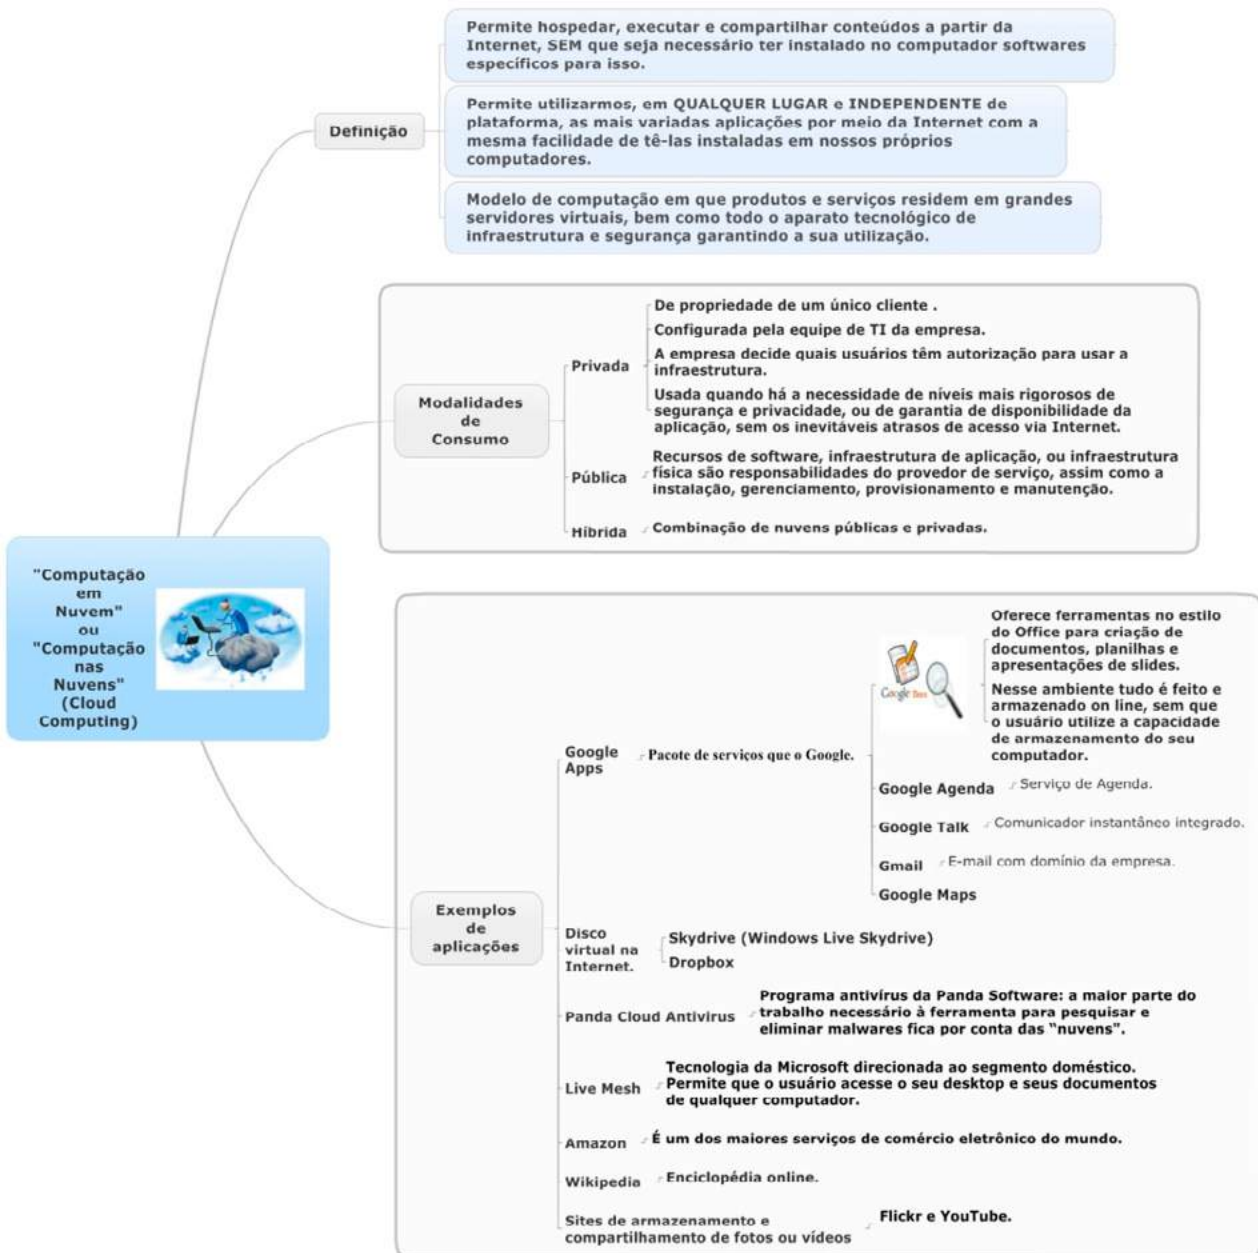 Permite hospedar, executar e compartilhar conteúdos a partir da
Internet, SEM que seja necessário ter instalado no computador softwares
específicos para isso.
Definição
Permite utilizarmos, em QUALQUER LUGAR e INDEPENDENTE de
plataforma, as mais variadas aplicações por meio da Internet com a
mesma facilidade de tê-las instaladas em nossos próprios
computadores.
Modelo de computação em que produtos e serviços residem em grandes
servidores virtuais, bem como todo o aparato tecnológico de
infraestrutura e segurança garantindo a sua utilização.
Modalidades
de
Consumo
Privada
De propriedade de um único cliente .
Configurada pela equipe de TI da empresa.
A empresa decide quais usuários têm autorização para usar a
infraestrutura.
Usada quando há a necessidade de níveis mais rigorosos de
segurança e privacidade, ou de garantia de disponibilidade da
aplicação, sem os inevitáveis atrasos de acesso via Internet.
Pública
Recursos de software, infraestrutura de aplicação, ou infraestrutura
física são responsabilidades do provedor de serviço, assim como a
instalação, gerenciamento, provisionamento e manutenção.
Híbrida
Combinação de nuvens públicas e privadas.
"Computação
em
Nuvem"
ou
"Computação
nas
Nuvens"
(Cloud
Computing)
Exemplos
de
aplicações
Google
Apps
Pacote de serviços que o Google.
Google Docs
Oferece ferramentas no estilo
do Office para criação de
documentos, planilhas e
apresentações de slides.
Nesse ambiente tudo é feito e
armazenado on line, sem que
o usuário utilize a capacidade
de armazenamento do seu
computador.
Google Agenda
Serviço de Agenda.
Google Talk
Comunicador instantâneo integrado.
Gmail
E-mail com domínio da empresa.
Google Maps
Disco
virtual na
Internet.
Skydrive (Windows Live Skydrive)
Dropbox
Panda Cloud Antivirus
Programa antivírus da Panda Software: a maior parte do
trabalho necessário à ferramenta para pesquisar e
eliminar malwares fica por conta das “nuvens”.
Live Mesh
Tecnologia da Microsoft direcionada ao segmento doméstico.
Permite que o usuário acesse o seu desktop e seus documentos
de qualquer computador.
Amazon
É um dos maiores serviços de comércio eletrônico do mundo.
Wikipedia
Enciclopédia online.
Sites de armazenamento e
compartilhamento de fotos ou vídeos
Flickr e YouTube.